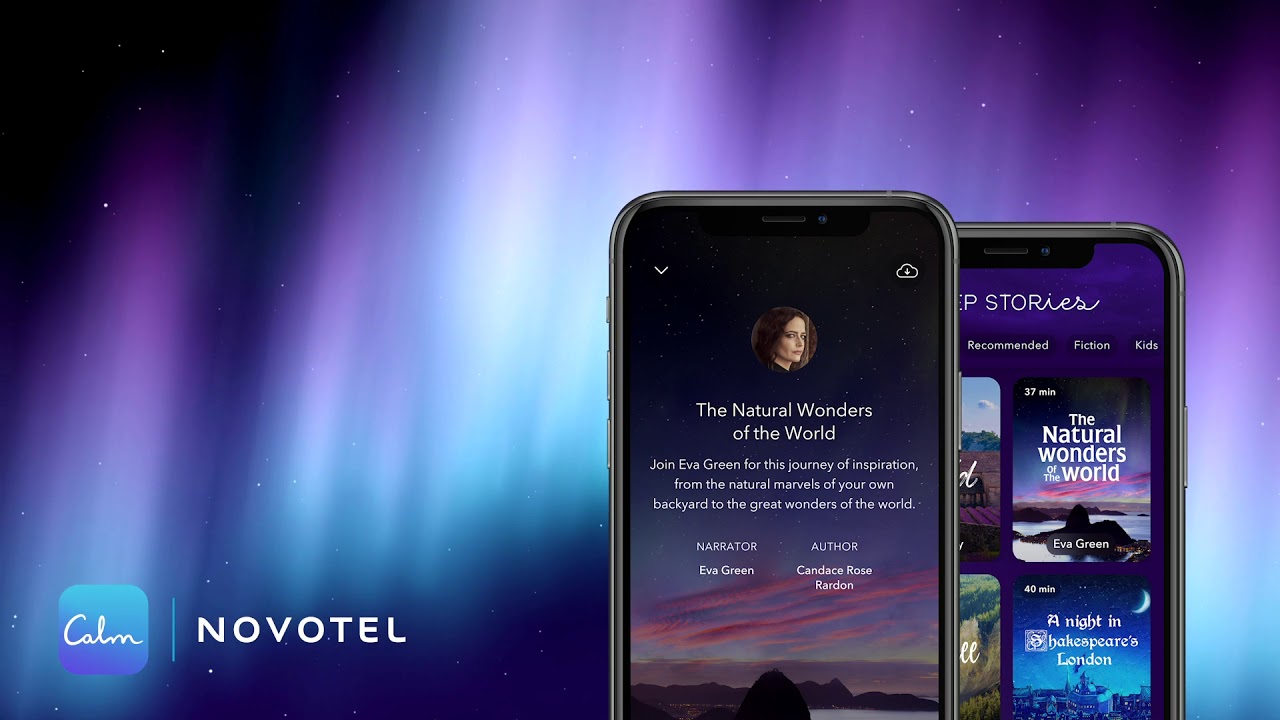 The Natural Wonders
of the World
Join Eva Green for this journey of inspiration,
from the natural marvels of your own
backyard to the great wonders of the world.
NARRATOR
AUTHOR
Eva Green
Candace Rose
Rardon
EP STORies
Recommended
Fiction
Kids
37 min
The
Natural
wonders
of The world
Eva Green
40 min
A night in
Shakespeare's
London
Calm
NOVOTEL